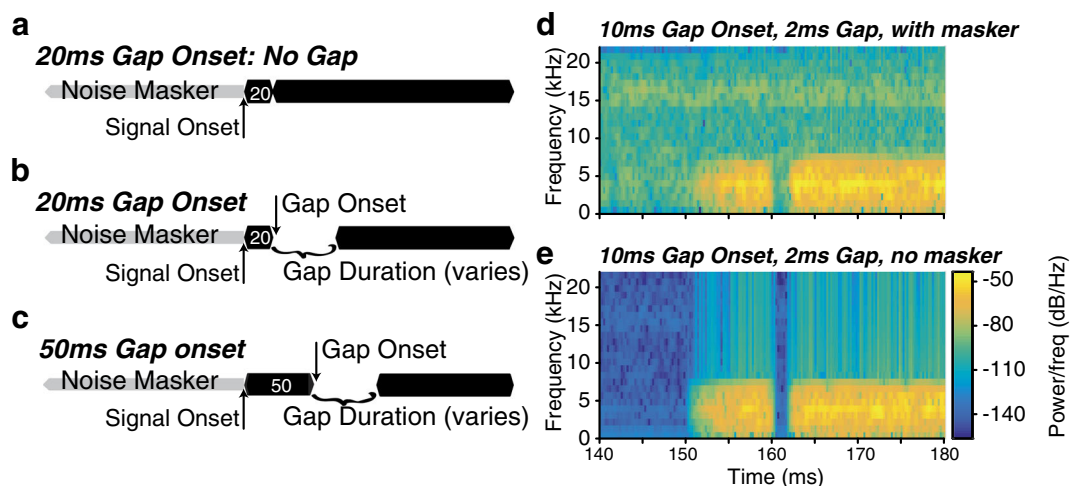 a
20ms Gap Onset: No Gap
Noise Masker
20
Signal Onset
b
20ms Gap Onset
Gap Onset
Noise Masker
20
Signal Onset
Gap Duration (varies)
c
50ms Gap onset
Gap Onset
Noise Masker
50
Signal Onset
Gap Duration (varies)
d
10ms Gap Onset, 2ms Gap, with masker
Frequency (kHz)
20
15
10
5
0
e
10ms Gap Onset, 2ms Gap, no masker
Frequency (kHz)
20
15
10
5
0
140
150
160
170
180
Time (ms)
-50
-80
-110
-140
Power/freq (dB/Hz)